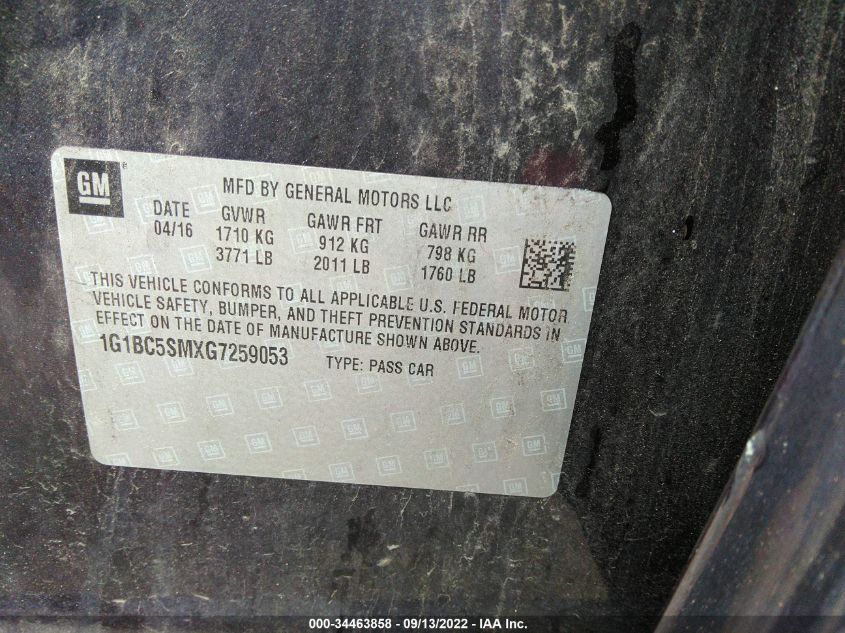 GM ®
MFD BY GENERAL MOTORS LLC
DATE GVWR GAWR FRT GAWR RR
04/16 1710 KG 912 KG 798 KG
3771 LB 2011 LB 1760 LB
THIS VEHICLE CONFORMS TO ALL APPLICABLE U.S. FEDERAL MOTOR
VEHICLE SAFETY, BUMPER, AND THEFT PREVENTION STANDARDS IN
EFFECT ON THE DATE OF MANUFACTURE SHOWN ABOVE.
1G1BC5SMXG7259053 TYPE: PASS CAR
000-34463858 - 09/13/2022 - © IAA, Inc.